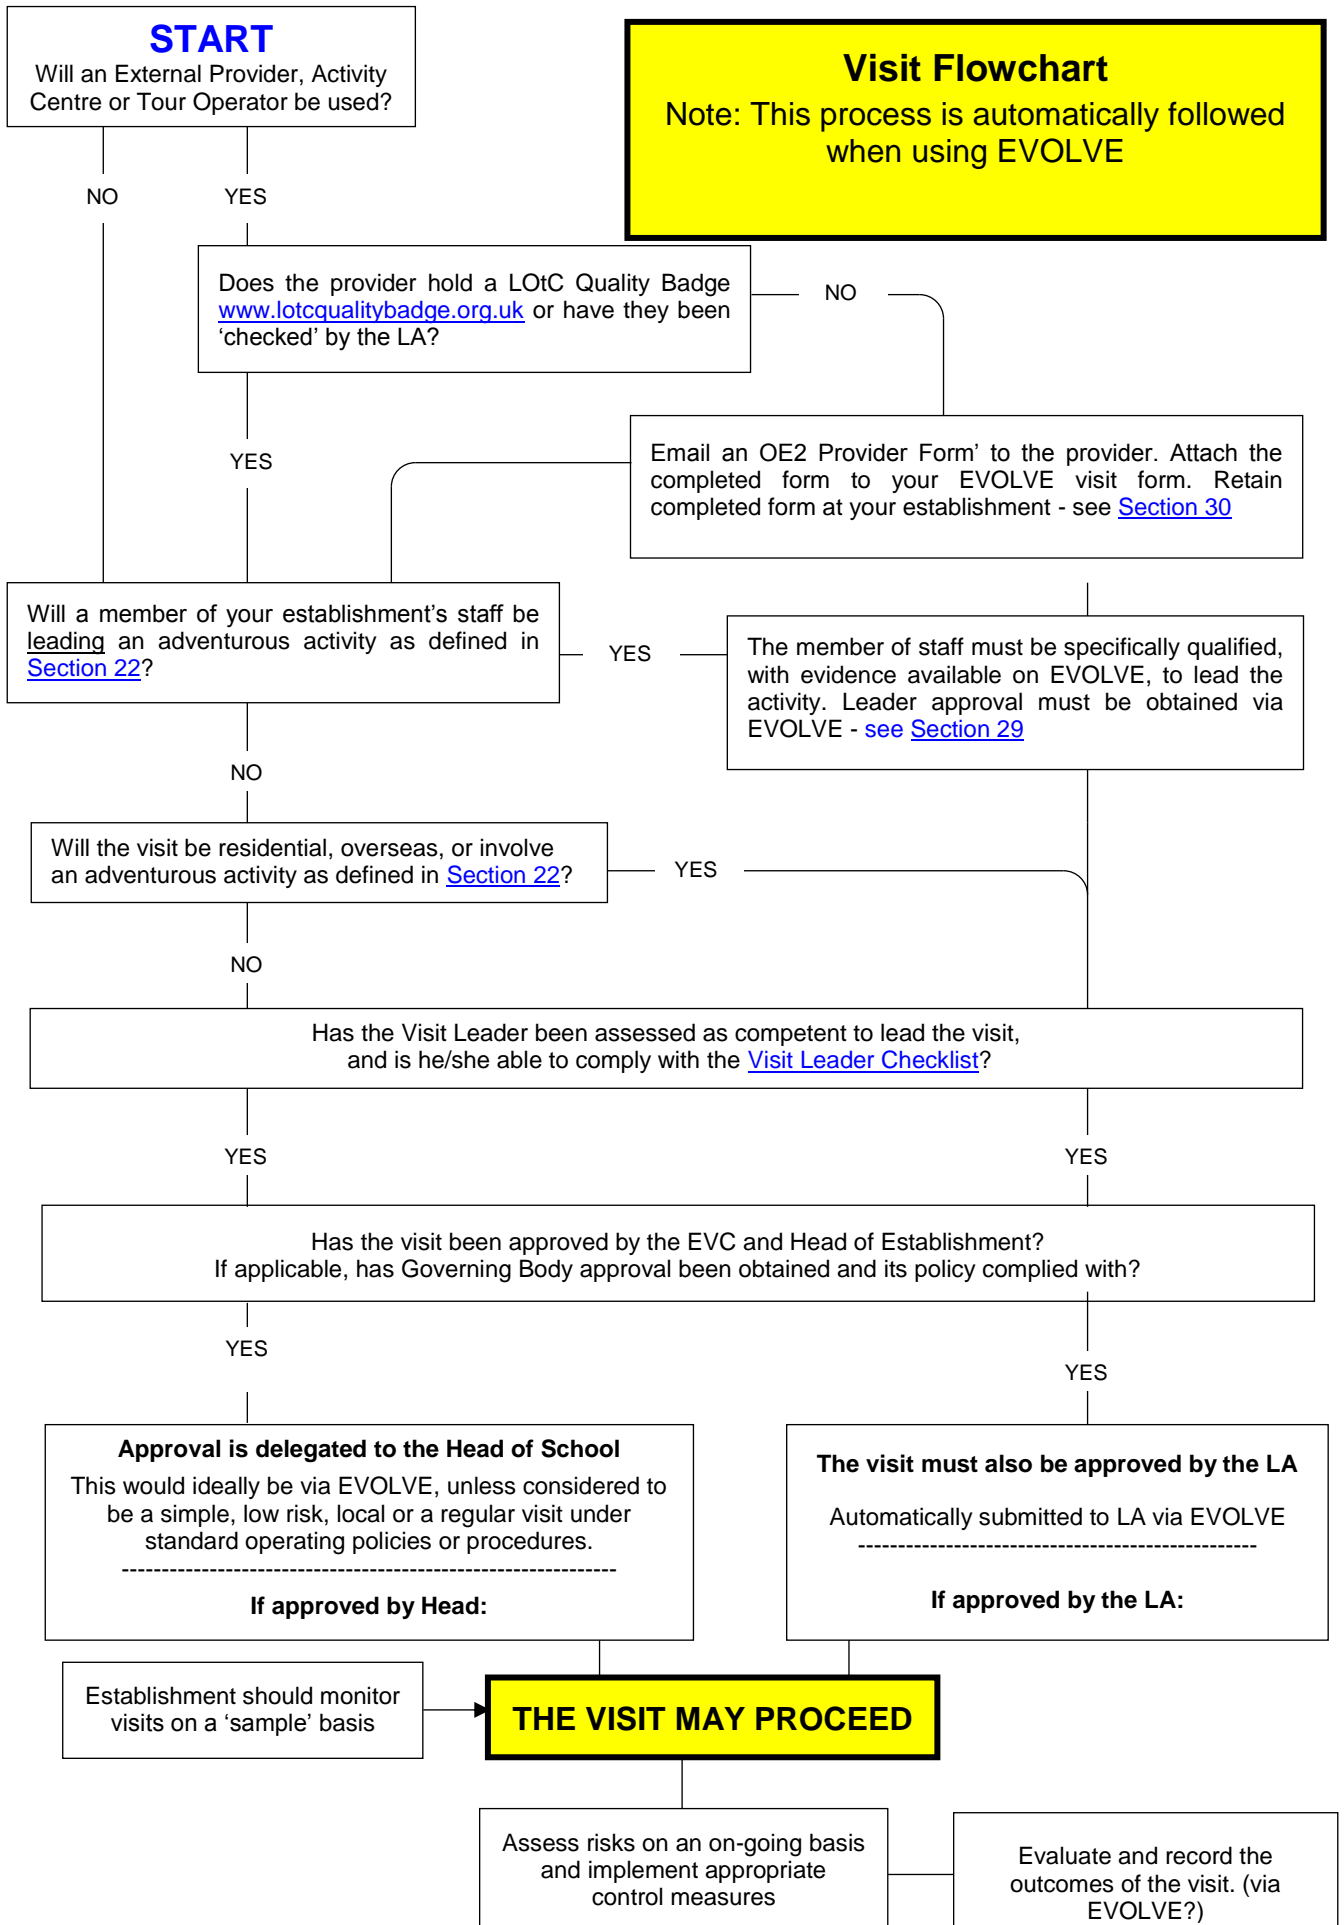 START
Will an External Provider, Activity
Centre or Tour Operator be used?
Visit Flowchart
Note: This process is automatically followed
when using EVOLVE
NO
YES
Does the provider hold a LOtC Quality Badge
www.lotcqualitybadge.org.uk or have they been
‘checked’ by the LA?
NO
YES
Email an OE2 Provider Form’ to the provider. Attach the
completed form to your EVOLVE visit form. Retain
completed form at your establishment - see Section 30
Will a member of your establishment’s staff be
leading an adventurous activity as defined in
Section 22?
YES
The member of staff must be specifically qualified,
with evidence available on EVOLVE, to lead the
activity. Leader approval must be obtained via
EVOLVE - see Section 29
NO
Will the visit be residential, overseas, or involve
an adventurous activity as defined in Section 22?
YES
NO
Has the Visit Leader been assessed as competent to lead the visit,
and is he/she able to comply with the Visit Leader Checklist?
YES
YES
Has the visit been approved by the EVC and Head of Establishment?
If applicable, has Governing Body approval been obtained and its policy complied with?
YES
YES
Approval is delegated to the Head of School
This would ideally be via EVOLVE, unless considered to
be a simple, low risk, local or a regular visit under
standard operating policies or procedures.
--------------------------------------------------------------
If approved by Head:
The visit must also be approved by the LA
Automatically submitted to LA via EVOLVE
--------------------------------------------------
If approved by the LA:
Establishment should monitor
visits on a ‘sample’ basis
THE VISIT MAY PROCEED
Assess risks on an on-going basis
and implement appropriate
control measures
Evaluate and record the
outcomes of the visit. (via
EVOLVE?)